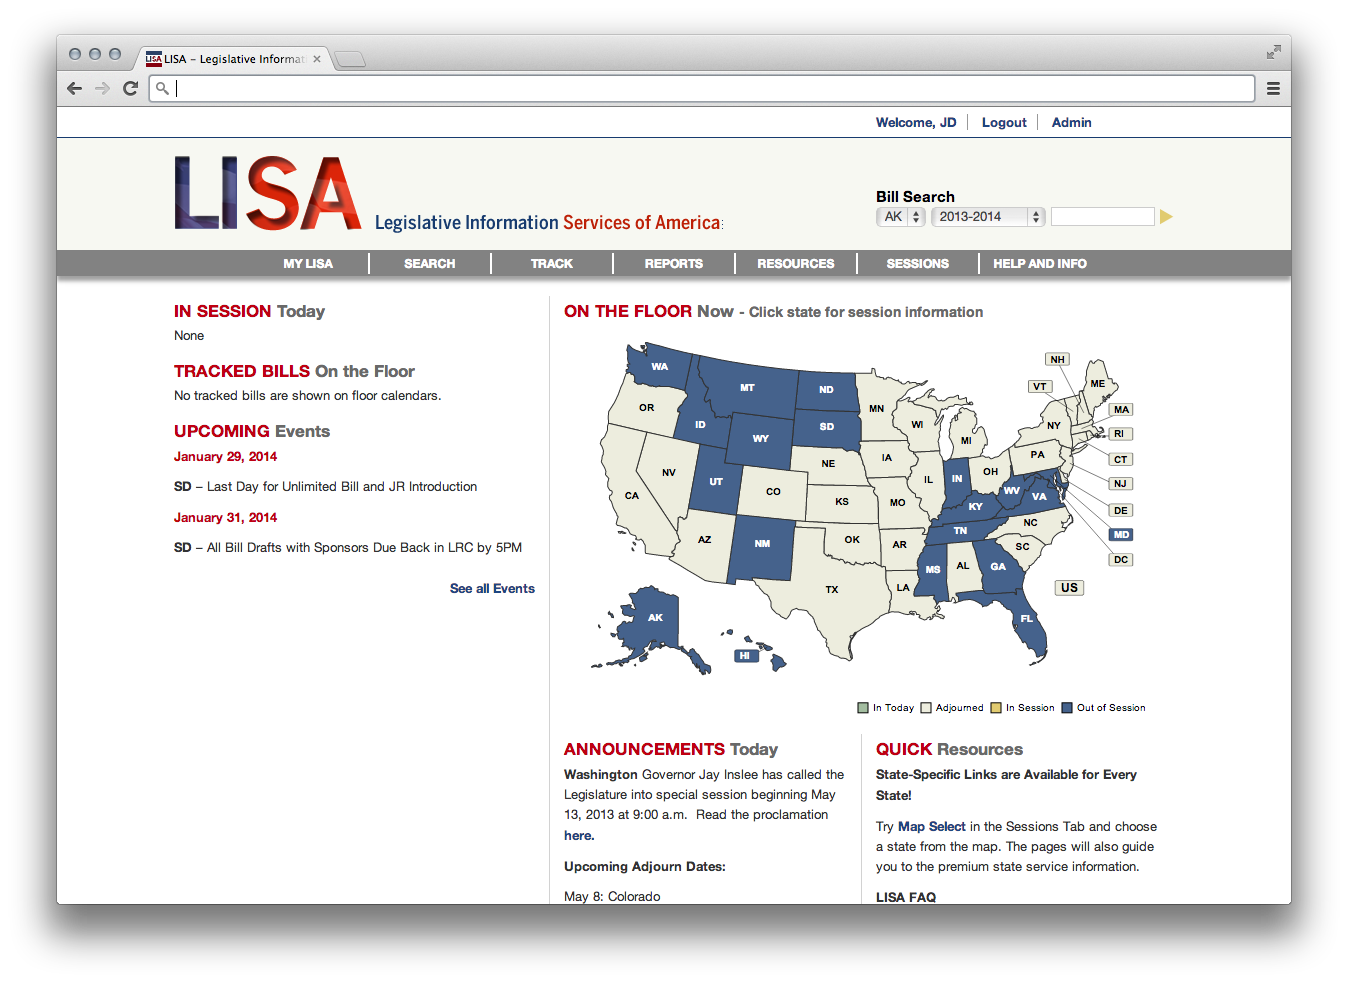 LISA – Legislative Informat
Welcome, JD
Logout
Admin
LISA
Legislative Information Services of America
Bill Search
AK
2013-2014
MY LISA
SEARCH
TRACK
REPORTS
RESOURCES
SESSIONS
HELP AND INFO
IN SESSION Today
None
TRACKED BILLS On the Floor
No tracked bills are shown on floor calendars.
UPCOMING Events
January 29, 2014
SD – Last Day for Unlimited Bill and JR Introduction
January 31, 2014
SD – All Bill Drafts with Sponsors Due Back in LRC by 5PM
See all Events
ON THE FLOOR Now - Click state for session information
WA
MT
ND
MN
NH
VT
ME
OR
ID
WY
SD
WI
MI
NY
MA
RI
CT
NV
UT
CO
NE
IA
IL
IN
OH
PA
NJ
CA
KS
MO
KY
WV
VA
DE
MD
DC
AZ
NM
OK
AR
TN
NC
SC
TX
LA
MS
AL
GA
US
AK
HI
FL
In Today
Adjourned
In Session
Out of Session
ANNOUNCEMENTS Today
Washington Governor Jay Inslee has called the
Legislature into special session beginning May
13, 2013 at 9:00 a.m. Read the proclamation
here.
Upcoming Adjourn Dates:
May 8: Colorado
QUICK Resources
State-Specific Links are Available for Every
State!
Try Map Select in the Sessions Tab and choose
a state from the map. The pages will also guide
you to the premium state service information.
LISA FAQ